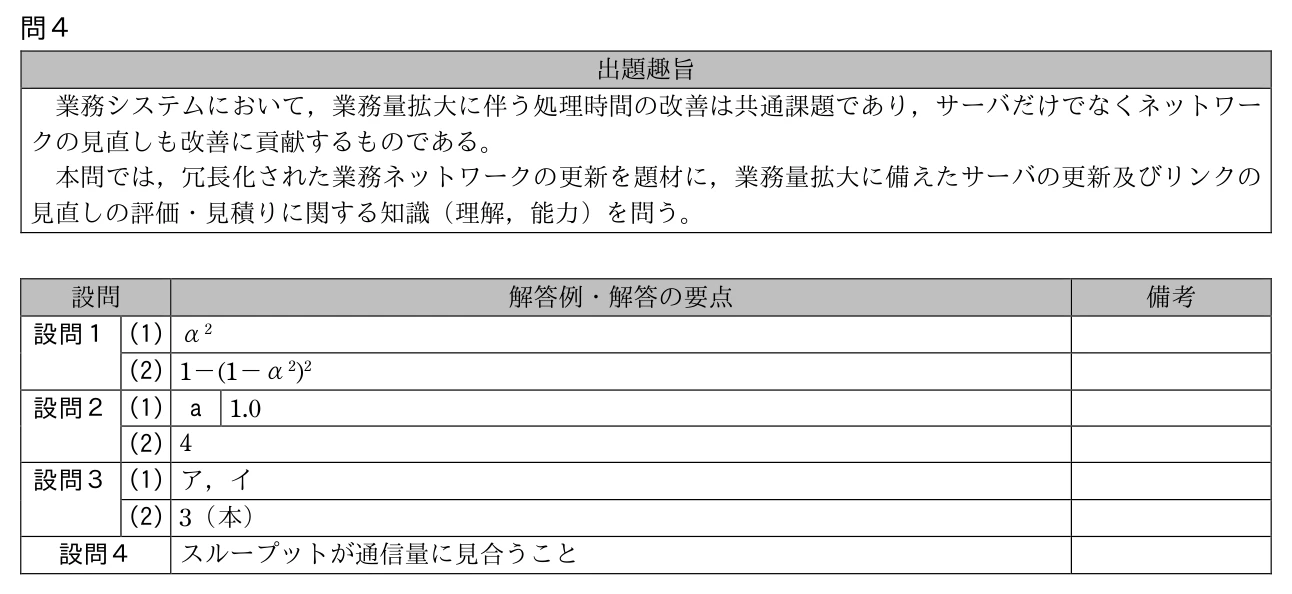 問4
出題趣旨
業務システムにおいて，業務量拡大に伴う処理時間の改善は共通課題であり，サーバだけでなくネットワー
クの見直しも改善に貢献するものである。
本問では，冗長化された業務ネットワークの更新を題材に，業務量拡大に備えたサーバの更新及びリンクの
見直しの評価・見積りに関する知識（理解，能力）を問う。
設問 解答例・解答の要点 備考
設問1 (1) α²
(2) 1－(1－α²)²
設問2 (1) a 1.0
(2) 4
設問3 (1) ア，イ
(2) 3（本）
設問4 スループットが通信量に見合うこと